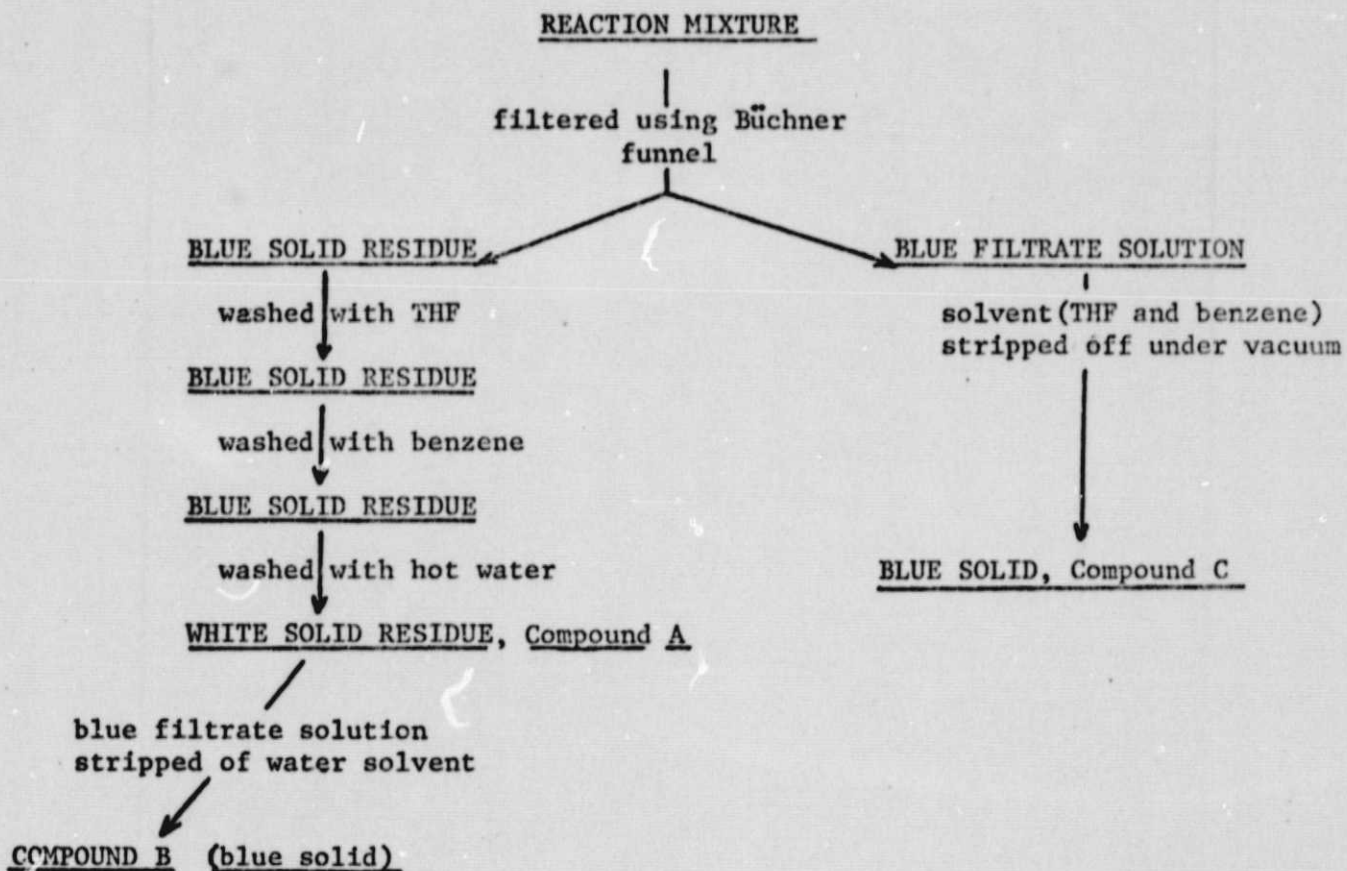 REACTION MIXTURE
filtered using Büchner
funnel
BLUE SOLID RESIDUE
BLUE FILTRATE SOLUTION
washed with THF
solvent(THF and benzene)
stripped off under vacuum
BLUE SOLID RESIDUE
washed with benzene
BLUE SOLID RESIDUE
washed with hot water
BLUE SOLID, Compound C
WHITE SOLID RESIDUE, Compound A
blue filtrate solution
stripped of water solvent
COMPOUND B (blue solid)